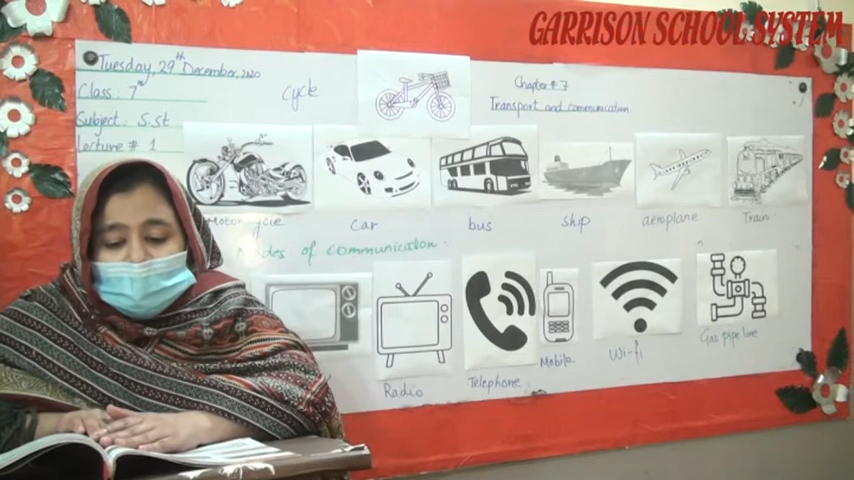 GARRISON SCHOOL SYSTEM
Tuesday, 29th December, 2020
Class: 7th
Subject: S.st
Lecture # 1
Chapter # 7
Transport and communication
cycle
Motorcycle
car
bus
ship
aeroplane
Train
of communication:
Radio
Telephone
Mobile
Wi-fi
Gas pipe line